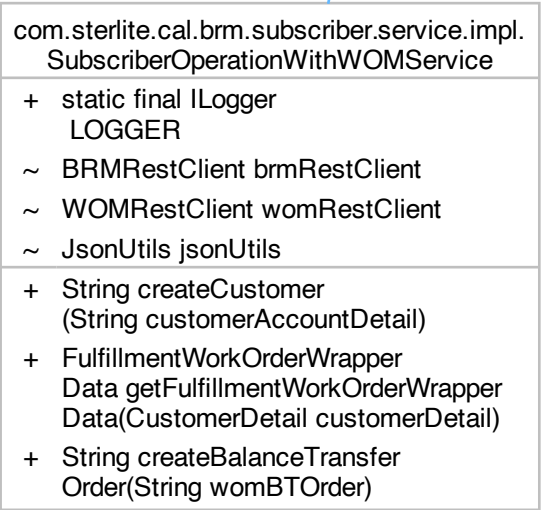 com.sterlite.cal.brm.subscriber.service.impl.
SubscriberOperationWithWOMService
+ static final ILogger
LOGGER
~ BRMRestClient brmRestClient
~ WOMRestClient womRestClient
~ JsonUtils jsonUtils
+ String createCustomer
(String customerAccountDetail)
+ FulfillmentWorkOrderWrapper
Data getFulfillmentWorkOrderWrapper
Data(CustomerDetail customerDetail)
+ String createBalanceTransfer
Order(String womBTOrder)